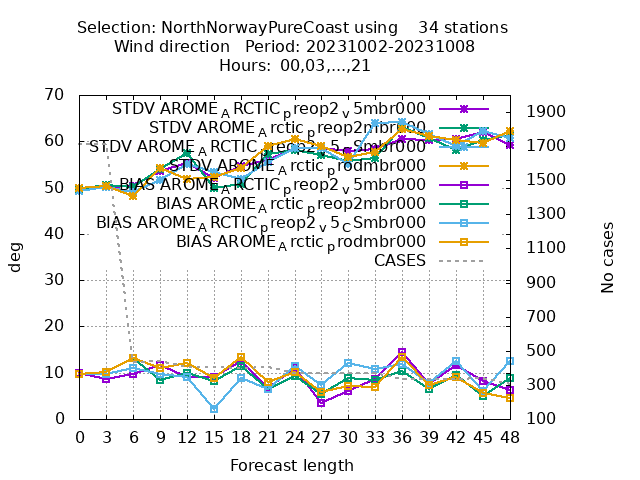 Selection: NorthNorwayPureCoast using 34 stations
Wind direction Period: 20231002-20231008
Hours: 00,03,...,21
deg
No cases
70
60
50
40
30
20
10
0
1900
1700
1500
1300
1100
900
700
500
300
100
STDV AROME_ARCTIC_preop2_v5mbr000
STDV AROME_Arctic_preop2mbr000
STDV AROME_ARCTIC_preop2_v5_CSmbr000
STDV AROME_Arctic_prodmbr000
BIAS AROME_ARCTIC_preop2_v5mbr000
BIAS AROME_Arctic_preop2mbr000
BIAS AROME_ARCTIC_preop2_v5_CSmbr000
BIAS AROME_Arctic_prodmbr000
CASES
0 3 6 9 12 15 18 21 24 27 30 33 36 39 42 45 48
Forecast length